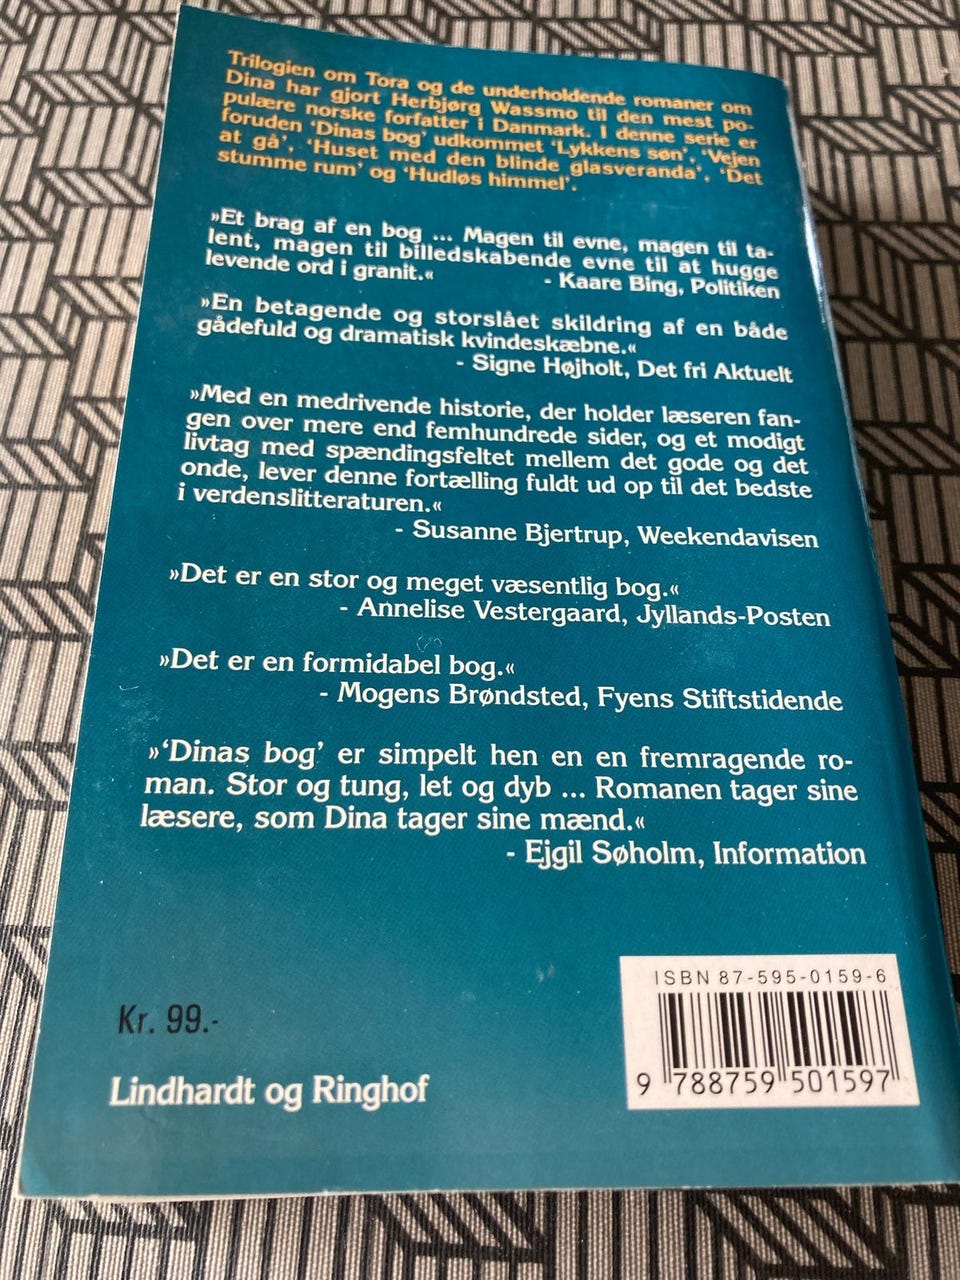 Trilogien om Tora og de underholdende romaner om
Dina har gjort Herbjørg Wassmo til den mest po-
pulære norske forfatter i Danmark. I denne serie er
foruden 'Dinas bog' udkommet 'Lykkens søn', 'Vejen
at gå', 'Huset med den blinde glasveranda', 'Det
stumme rum' og 'Hudløs himmel'.
»Et brag af en bog ... Magen til evne, magen til ta-
lent, magen til billedskabende evne til at hugge
levende ord i granit.«
- Kaare Bing, Politiken
»En betagende og storslået skildring af en både
gådefuld og dramatisk kvindeskæbne.«
- Signe Højholt, Det fri Aktuelt
»Med en medrivende historie, der holder læseren fan-
gen over mere end femhundrede sider, og et modigt
livtag med spændingsfeltet mellem det gode og det
onde, lever denne fortælling fuldt ud op til det bedste
i verdenslitteraturen.«
- Susanne Bjertrup, Weekendavisen
»Det er en stor og meget væsentlig bog.«
- Annelise Vestergaard, Jyllands-Posten
»Det er en formidabel bog.«
- Mogens Brøndsted, Fyens Stiftstidende
»'Dinas bog' er simpelt hen en en fremragende ro-
man. Stor og tung, let og dyb ... Romanen tager sine
læsere, som Dina tager sine mænd.«
- Ejgil Søholm, Information
ISBN 87-595-0159-6
9 788759 501597
Kr. 99.-
Lindhardt og Ringhof